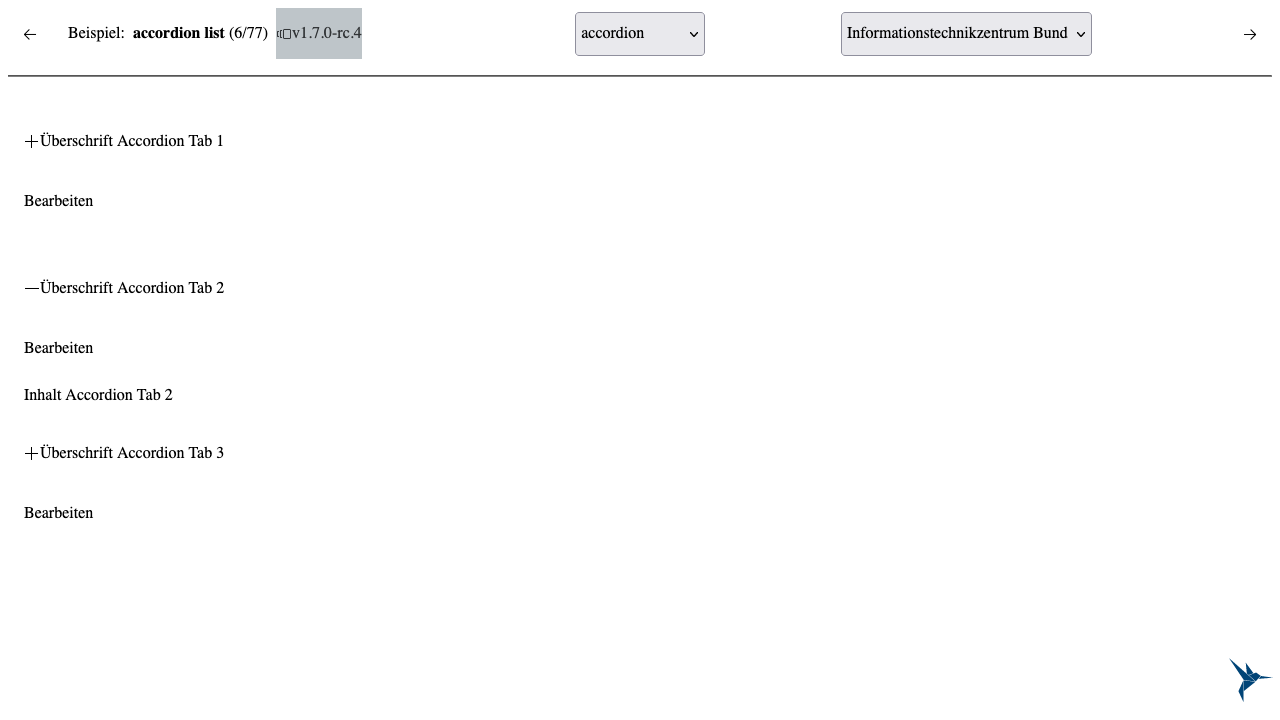 Beispiel: accordion list (6/77) v1.7.0-rc.4 accordion Informationstechnikzentrum Bund
Überschrift Accordion Tab 1
Bearbeiten
Überschrift Accordion Tab 2
Bearbeiten
Inhalt Accordion Tab 2
Überschrift Accordion Tab 3
Bearbeiten